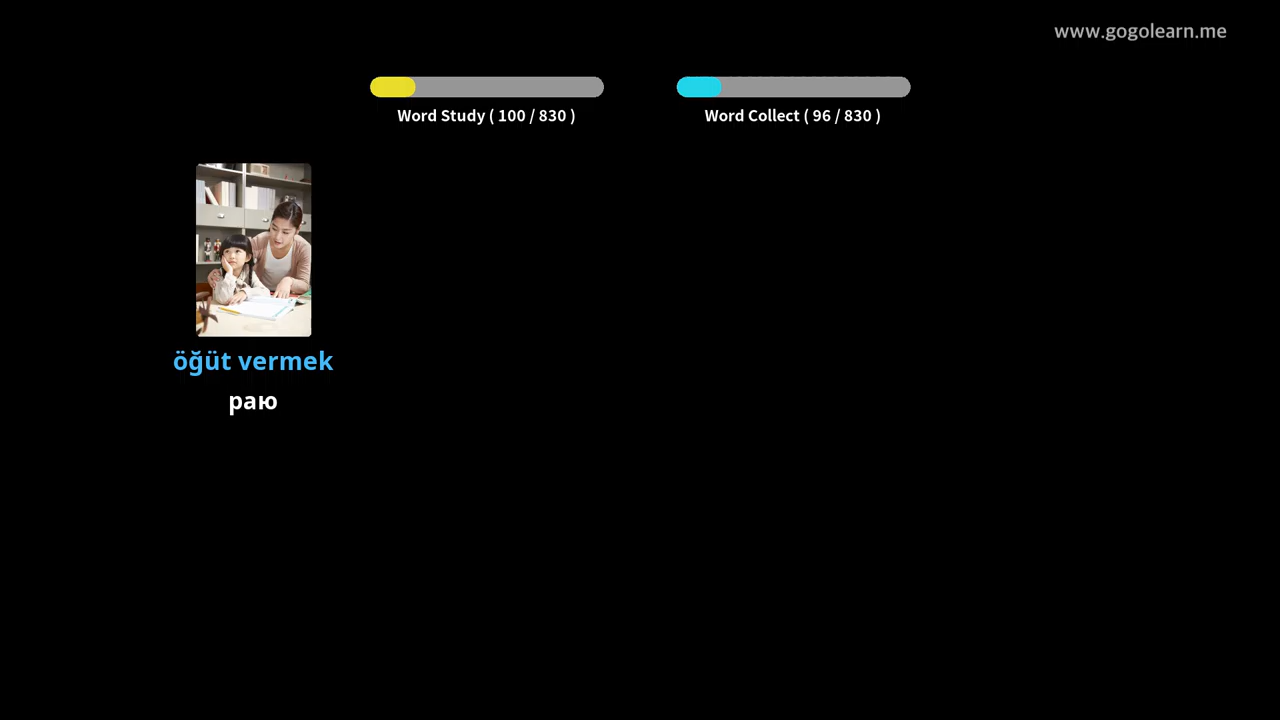 www.gogolearn.me
Word Study ( 100 / 830 )
Word Collect ( 96 / 830 )
öğüt vermek
раю